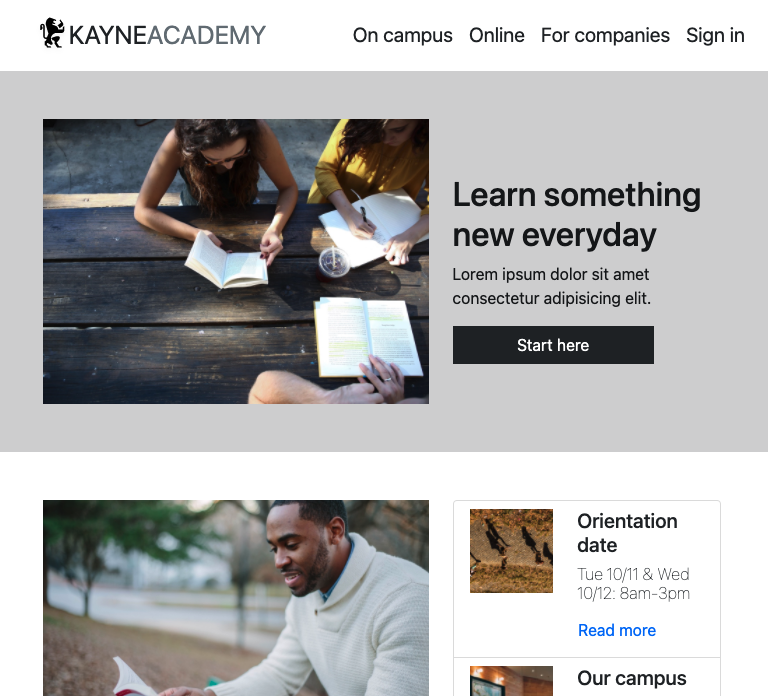 KAYNEACADEMY
On campus Online For companies Sign in
Learn something
new everyday
Lorem ipsum dolor sit amet
consectetur adipisicing elit.
Start here
Orientation
date
Tue 10/11 & Wed
10/12: 8am-3pm
Read more
Our campus